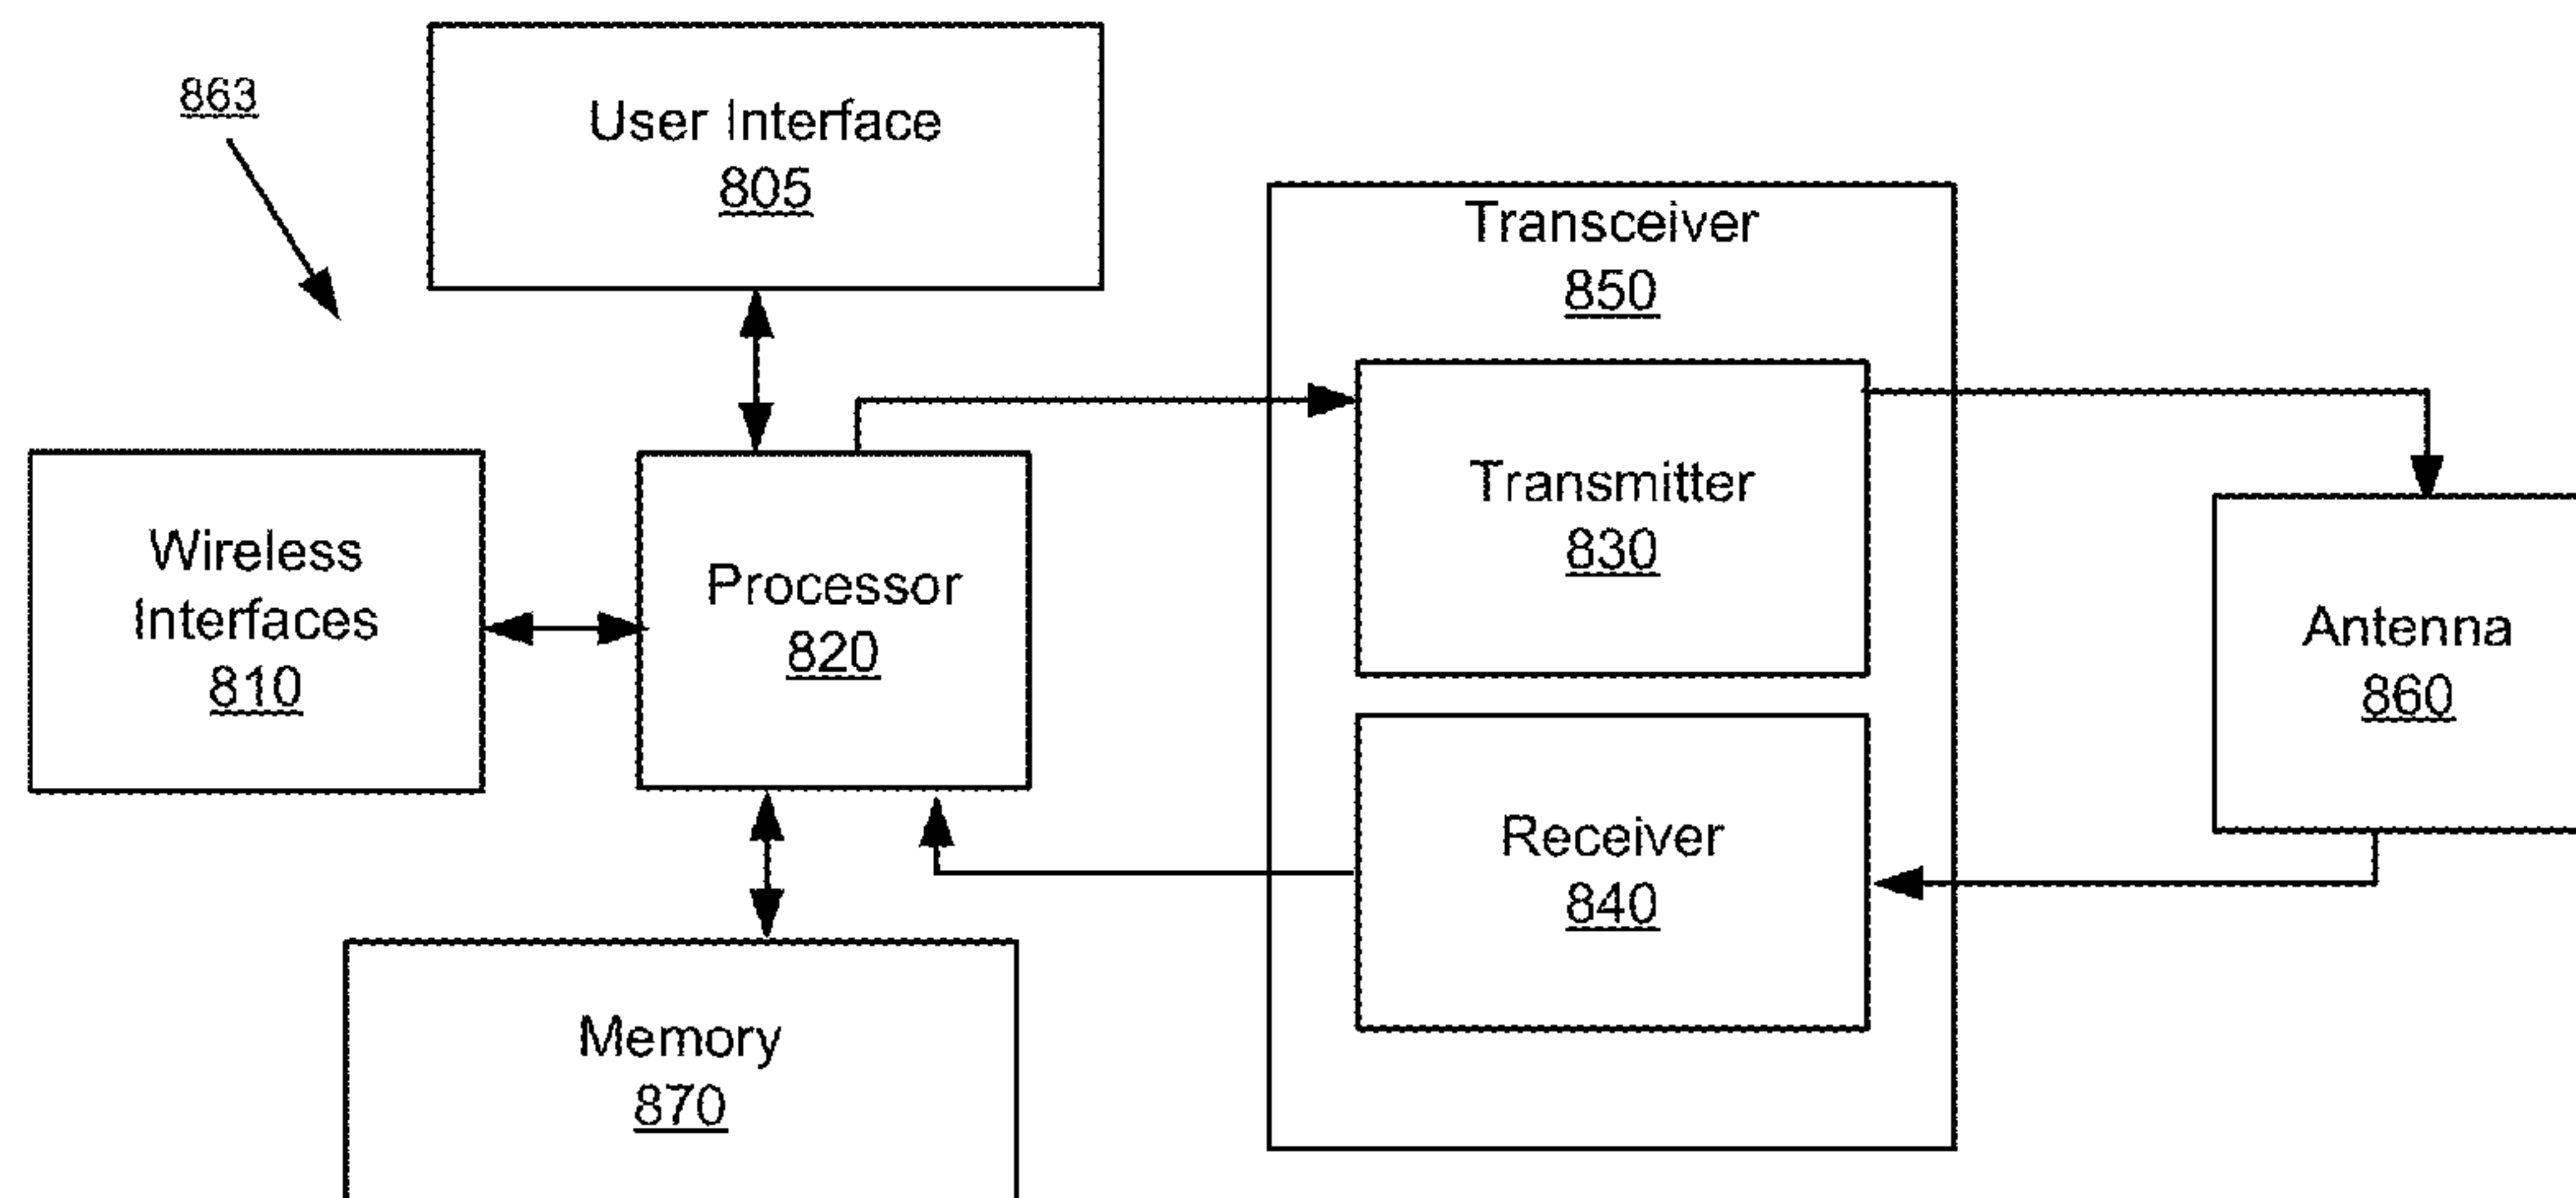 863
User Interface
805
Transceiver
850
Transmitter
830
Wireless
Interfaces
810
Processor
820
Antenna
860
Receiver
840
Memory
870